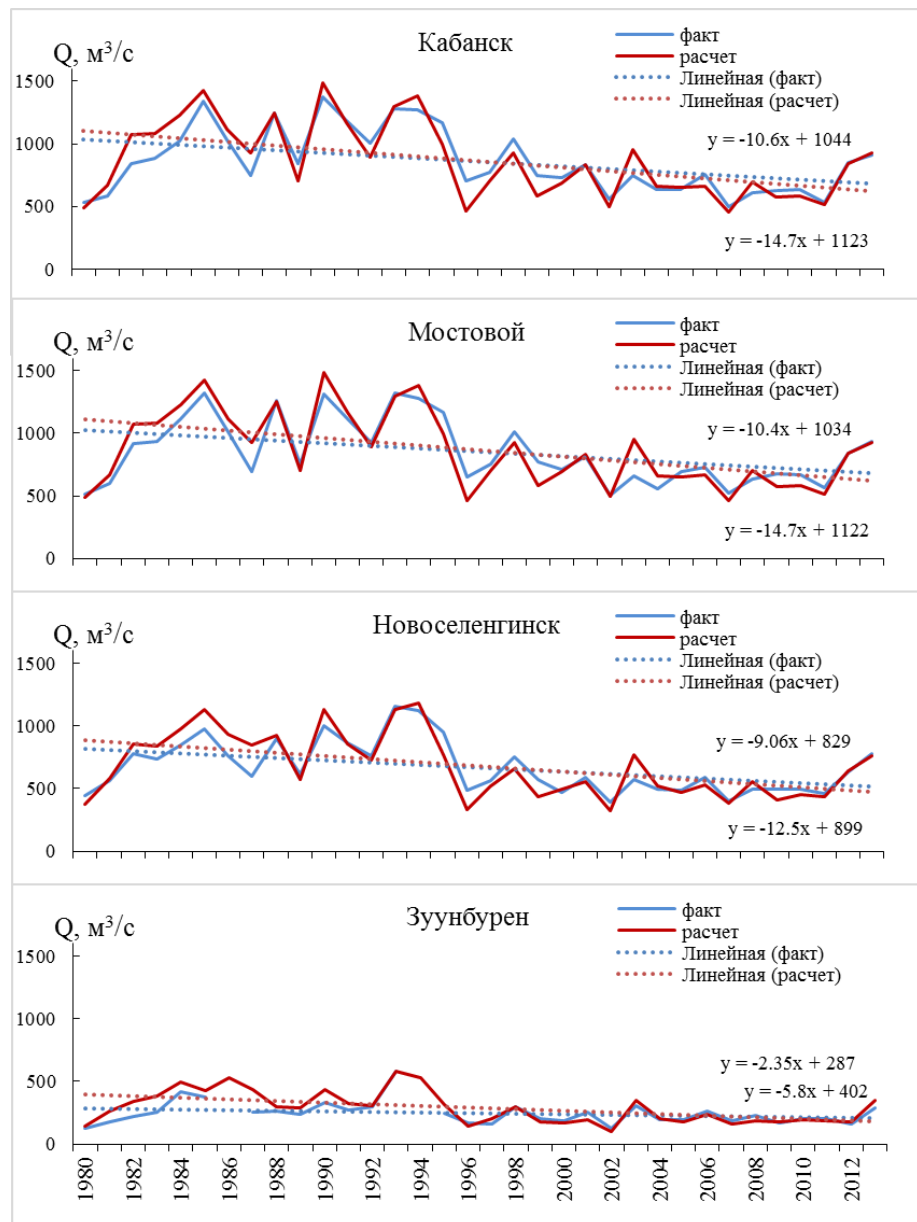 Кабанск
Q, м³/с
факт
расчет
Линейная (факт)
Линейная (расчет)
1500
1000
500
0
y = -10.6x + 1044
y = -14.7x + 1123
Мостовой
Q, м³/с
факт
расчет
Линейная (факт)
Линейная (расчет)
1500
1000
500
0
y = -10.4x + 1034
y = -14.7x + 1122
Новоселенгинск
Q, м³/с
факт
расчет
Линейная (факт)
Линейная (расчет)
1500
1000
500
0
y = -9.06x + 829
y = -12.5x + 899
Зуунбурен
Q, м³/с
факт
расчет
Линейная (факт)
Линейная (расчет)
1500
1000
500
0
y = -2.35x + 287
y = -5.8x + 402
1980
1982
1984
1986
1988
1990
1992
1994
1996
1998
2000
2002
2004
2006
2008
2010
2012